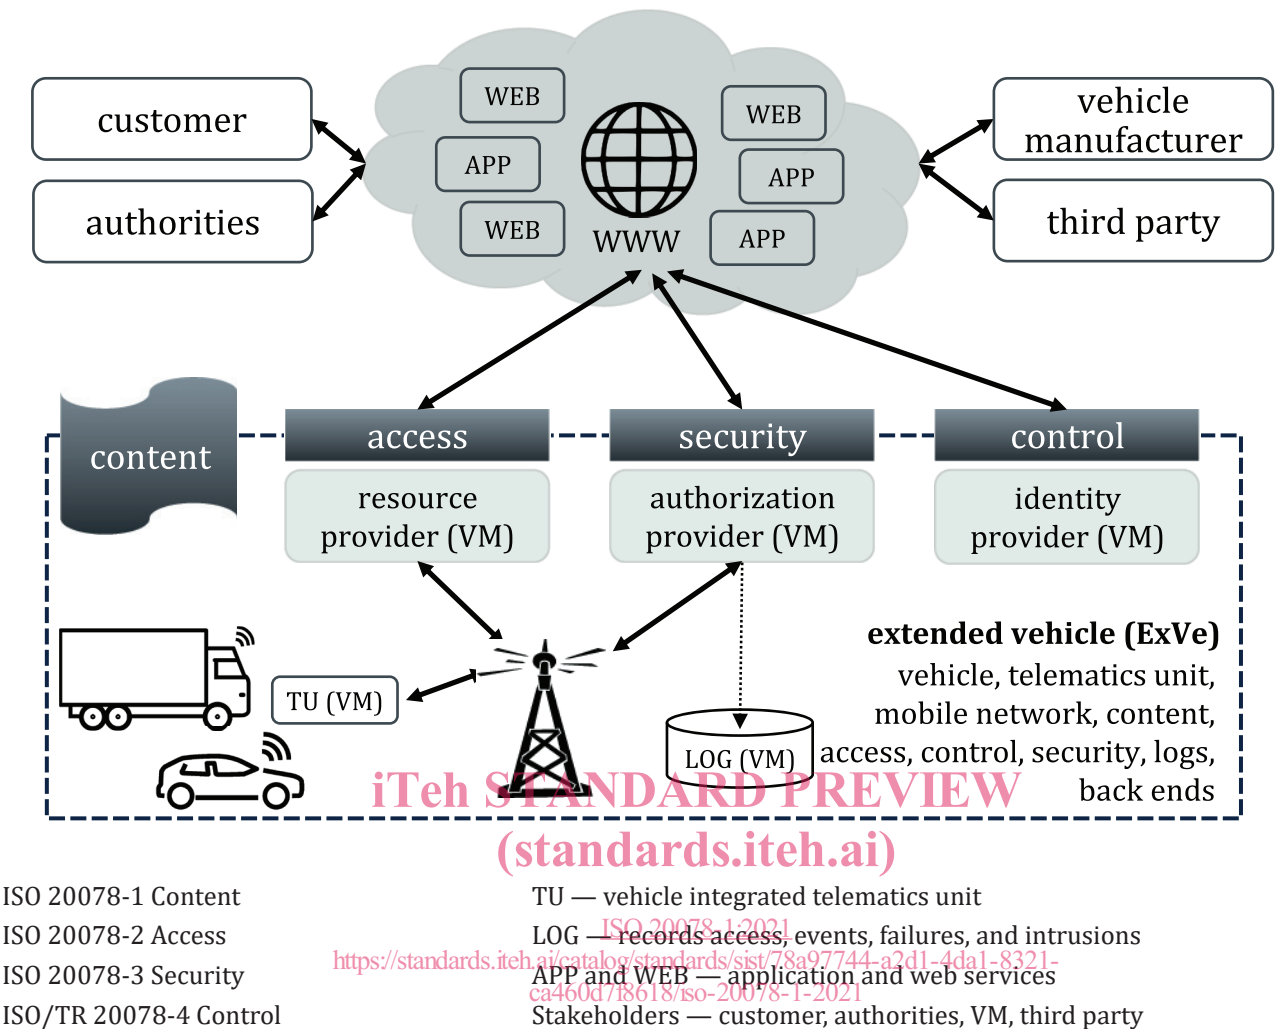 WEB
APP
WEB
WWW
WEB
APP
APP
customer
authorities
vehicle
manufacturer
third party
content
access
security
control
resource
provider (VM)
authorization
provider (VM)
identity
provider (VM)
TU (VM)
LOG (VM)
extended vehicle (ExVe)
vehicle, telematics unit,
mobile network, content,
access, control, security, logs,
back ends
iTeh STANDARD PREVIEW
(standards.iteh.ai)
ISO 20078-1 Content
TU — vehicle integrated telematics unit
ISO 20078-1:2021
ISO 20078-2 Access
LOG — records access, events, failures, and intrusions
https://standards.iteh.ai/catalog/standards/sist/78a97744-a2d1-4da1-8321-
ISO 20078-3 Security
APP and WEB — application and web services
ca460d7f8618/iso-20078-1-2021
ISO/TR 20078-4 Control
Stakeholders — customer, authorities, VM, third party